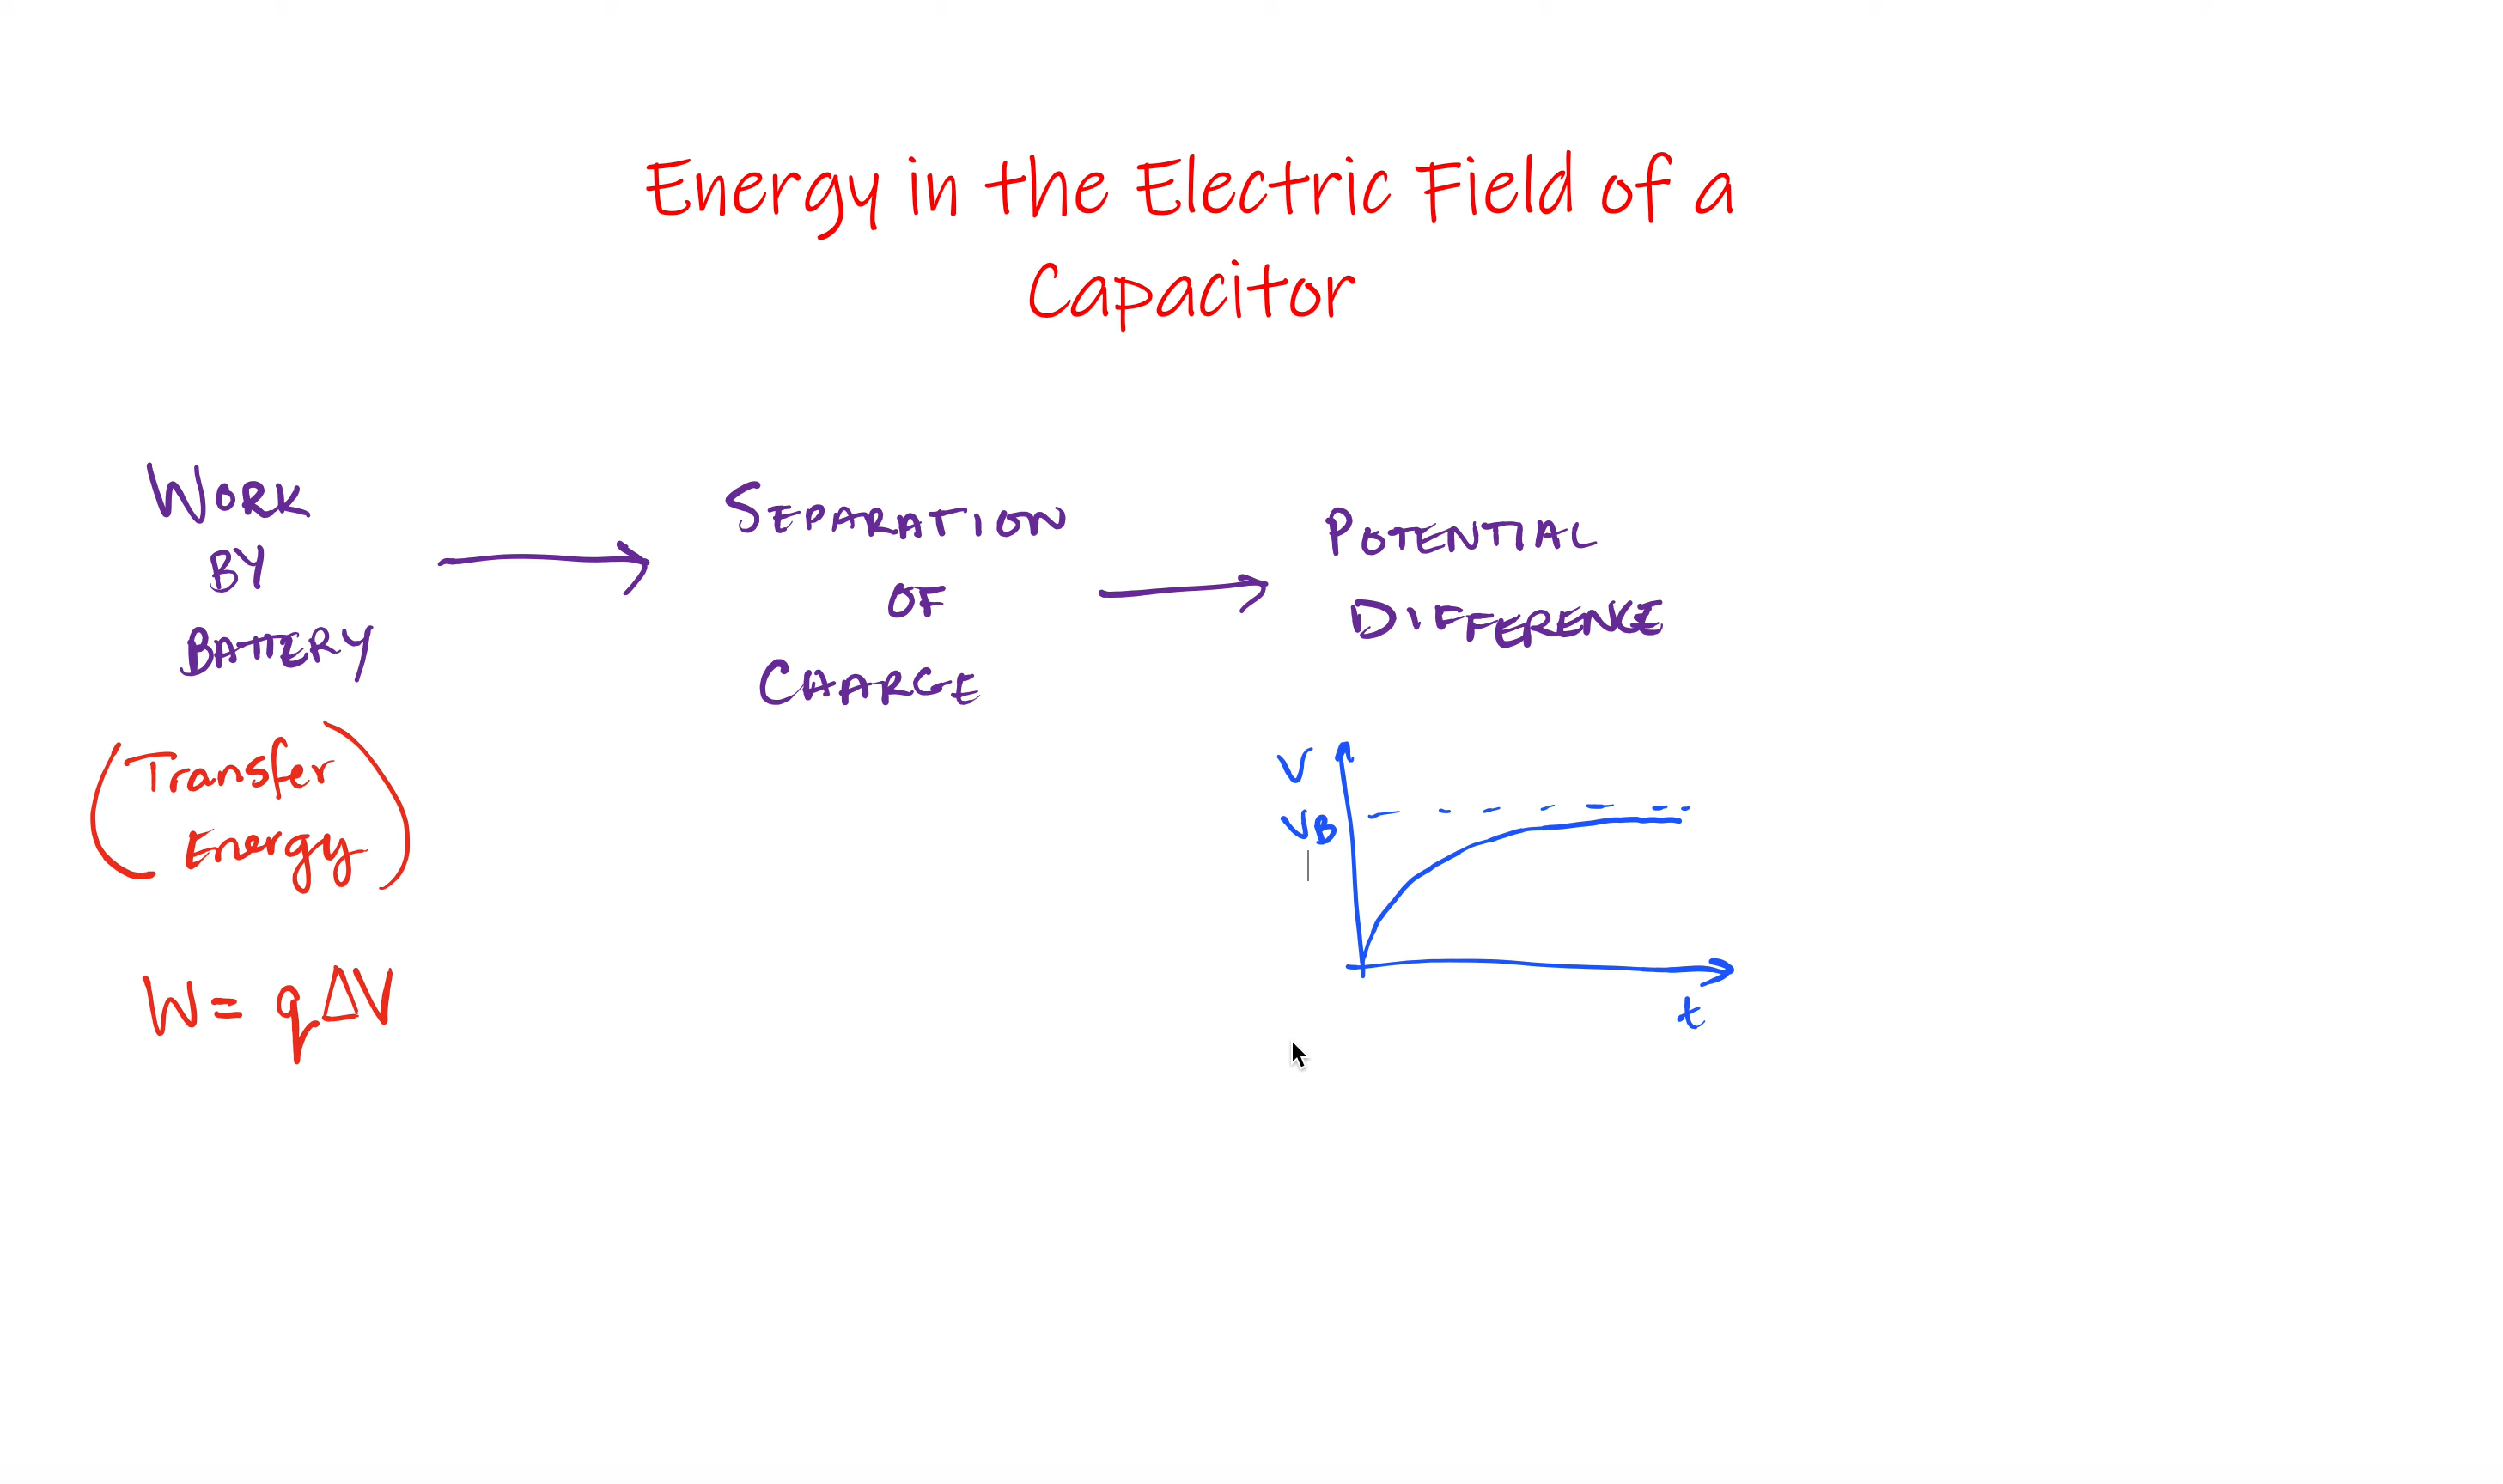 Energy in the Electric Field of a
Capacitor
WORK
BY
BATTERY
(Transfer
Energy)
W = qΔV
SEPARATION
OF
CHARGE
POTENTIAL
DIFFERENCE
V
VB
t